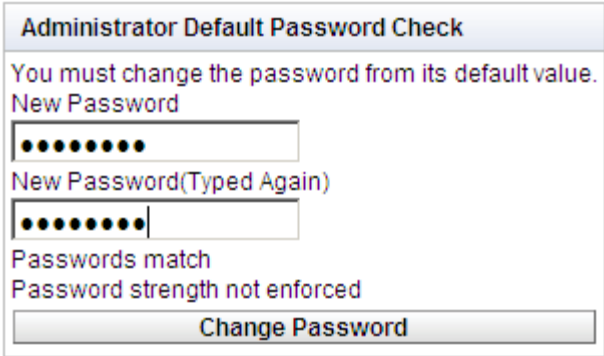 Administrator Default Password Check
You must change the password from its default value.
New Password
●●●●●●●●
New Password(Typed Again)
●●●●●●●●
Passwords match
Password strength not enforced
Change Password